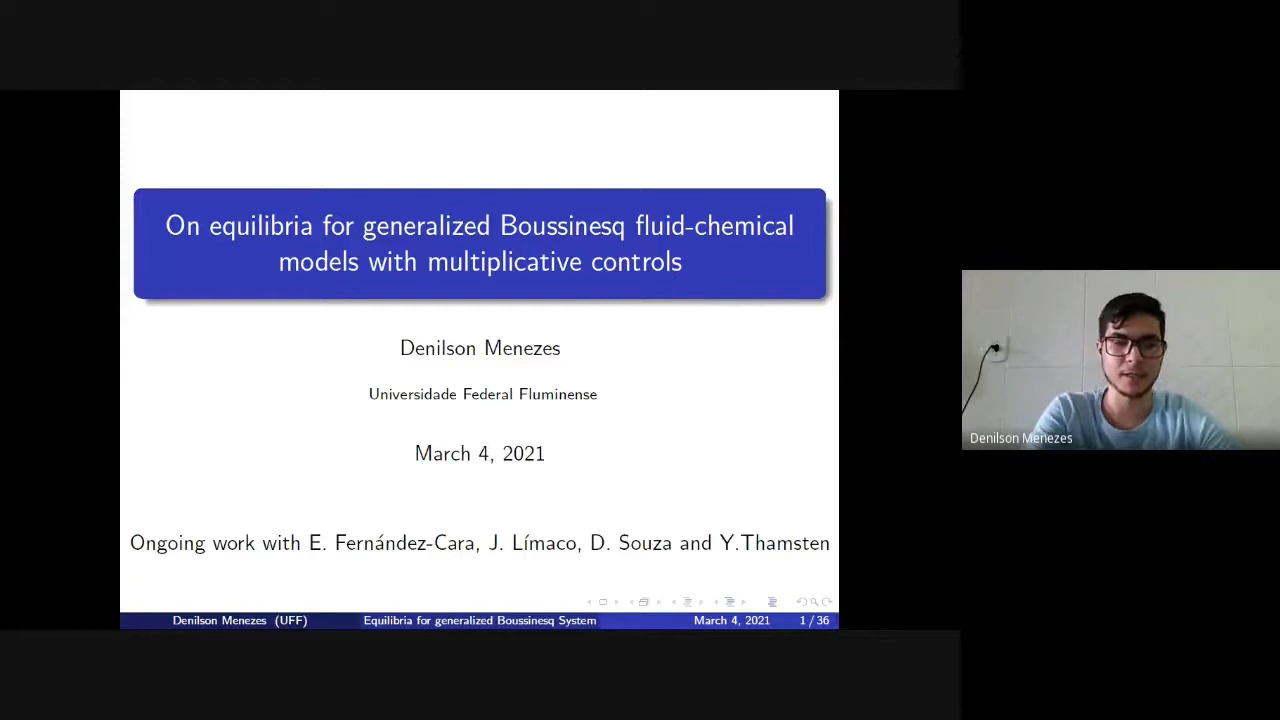 On equilibria for generalized Boussinesq fluid-chemical
models with multiplicative controls
Denilson Menezes
Universidade Federal Fluminense
March 4, 2021
Ongoing work with E. Fernández-Cara, J. Límaco, D. Souza and Y.Thamsten
Denilson Menezes (UFF) Equilibria for generalized Boussinesq System March 4, 2021 1 / 36
Denilson Menezes